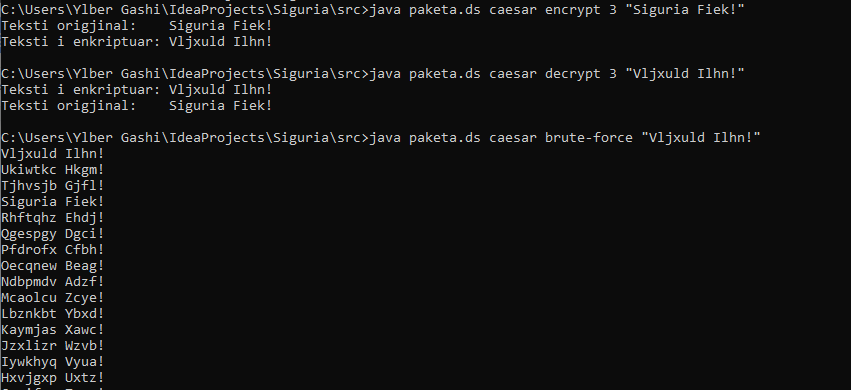 C:\Users\Ylber Gashi\IdeaProjects\Siguria\src>java paketa.ds caesar encrypt 3 "Siguria Fiek!"
Teksti origjinal:    Siguria Fiek!
Teksti i enkriptuar: Vljxuld Ilhn!
C:\Users\Ylber Gashi\IdeaProjects\Siguria\src>java paketa.ds caesar decrypt 3 "Vljxuld Ilhn!"
Teksti i enkriptuar: Vljxuld Ilhn!
Teksti origjinal:    Siguria Fiek!
C:\Users\Ylber Gashi\IdeaProjects\Siguria\src>java paketa.ds caesar brute-force "Vljxuld Ilhn!"
Vljxuld Ilhn!
Ukiwtkc Hkgm!
Tjhvsjb Gjfl!
Siguria Fiek!
Rhftqhz Ehdj!
Qgespgy Dgci!
Pfdrofx Cfbh!
Oecqnew Beag!
Ndbpmdv Adzf!
Mcaolcu Zcye!
Lbznkbt Ybxd!
Kaymjas Xawc!
Jzxlizr Wzvb!
Iywkhyq Vyua!
Hxvjgxp Uxtz!